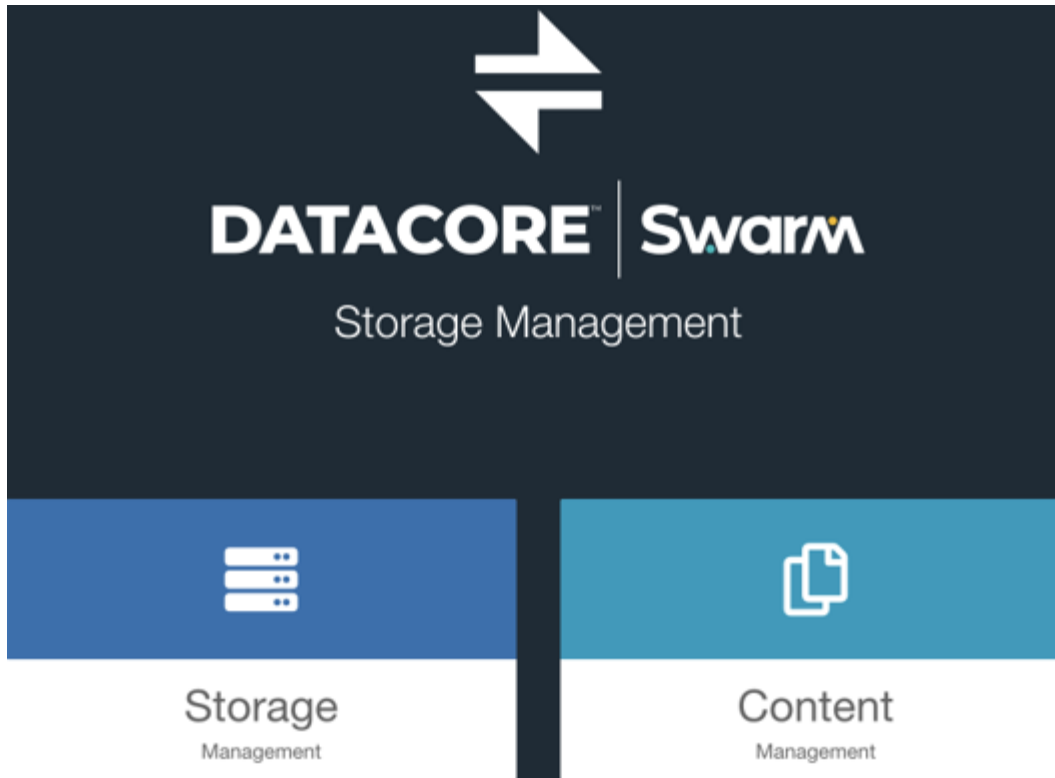 DATACORE™ | Swarm
Storage Management
Storage
Management
Content
Management